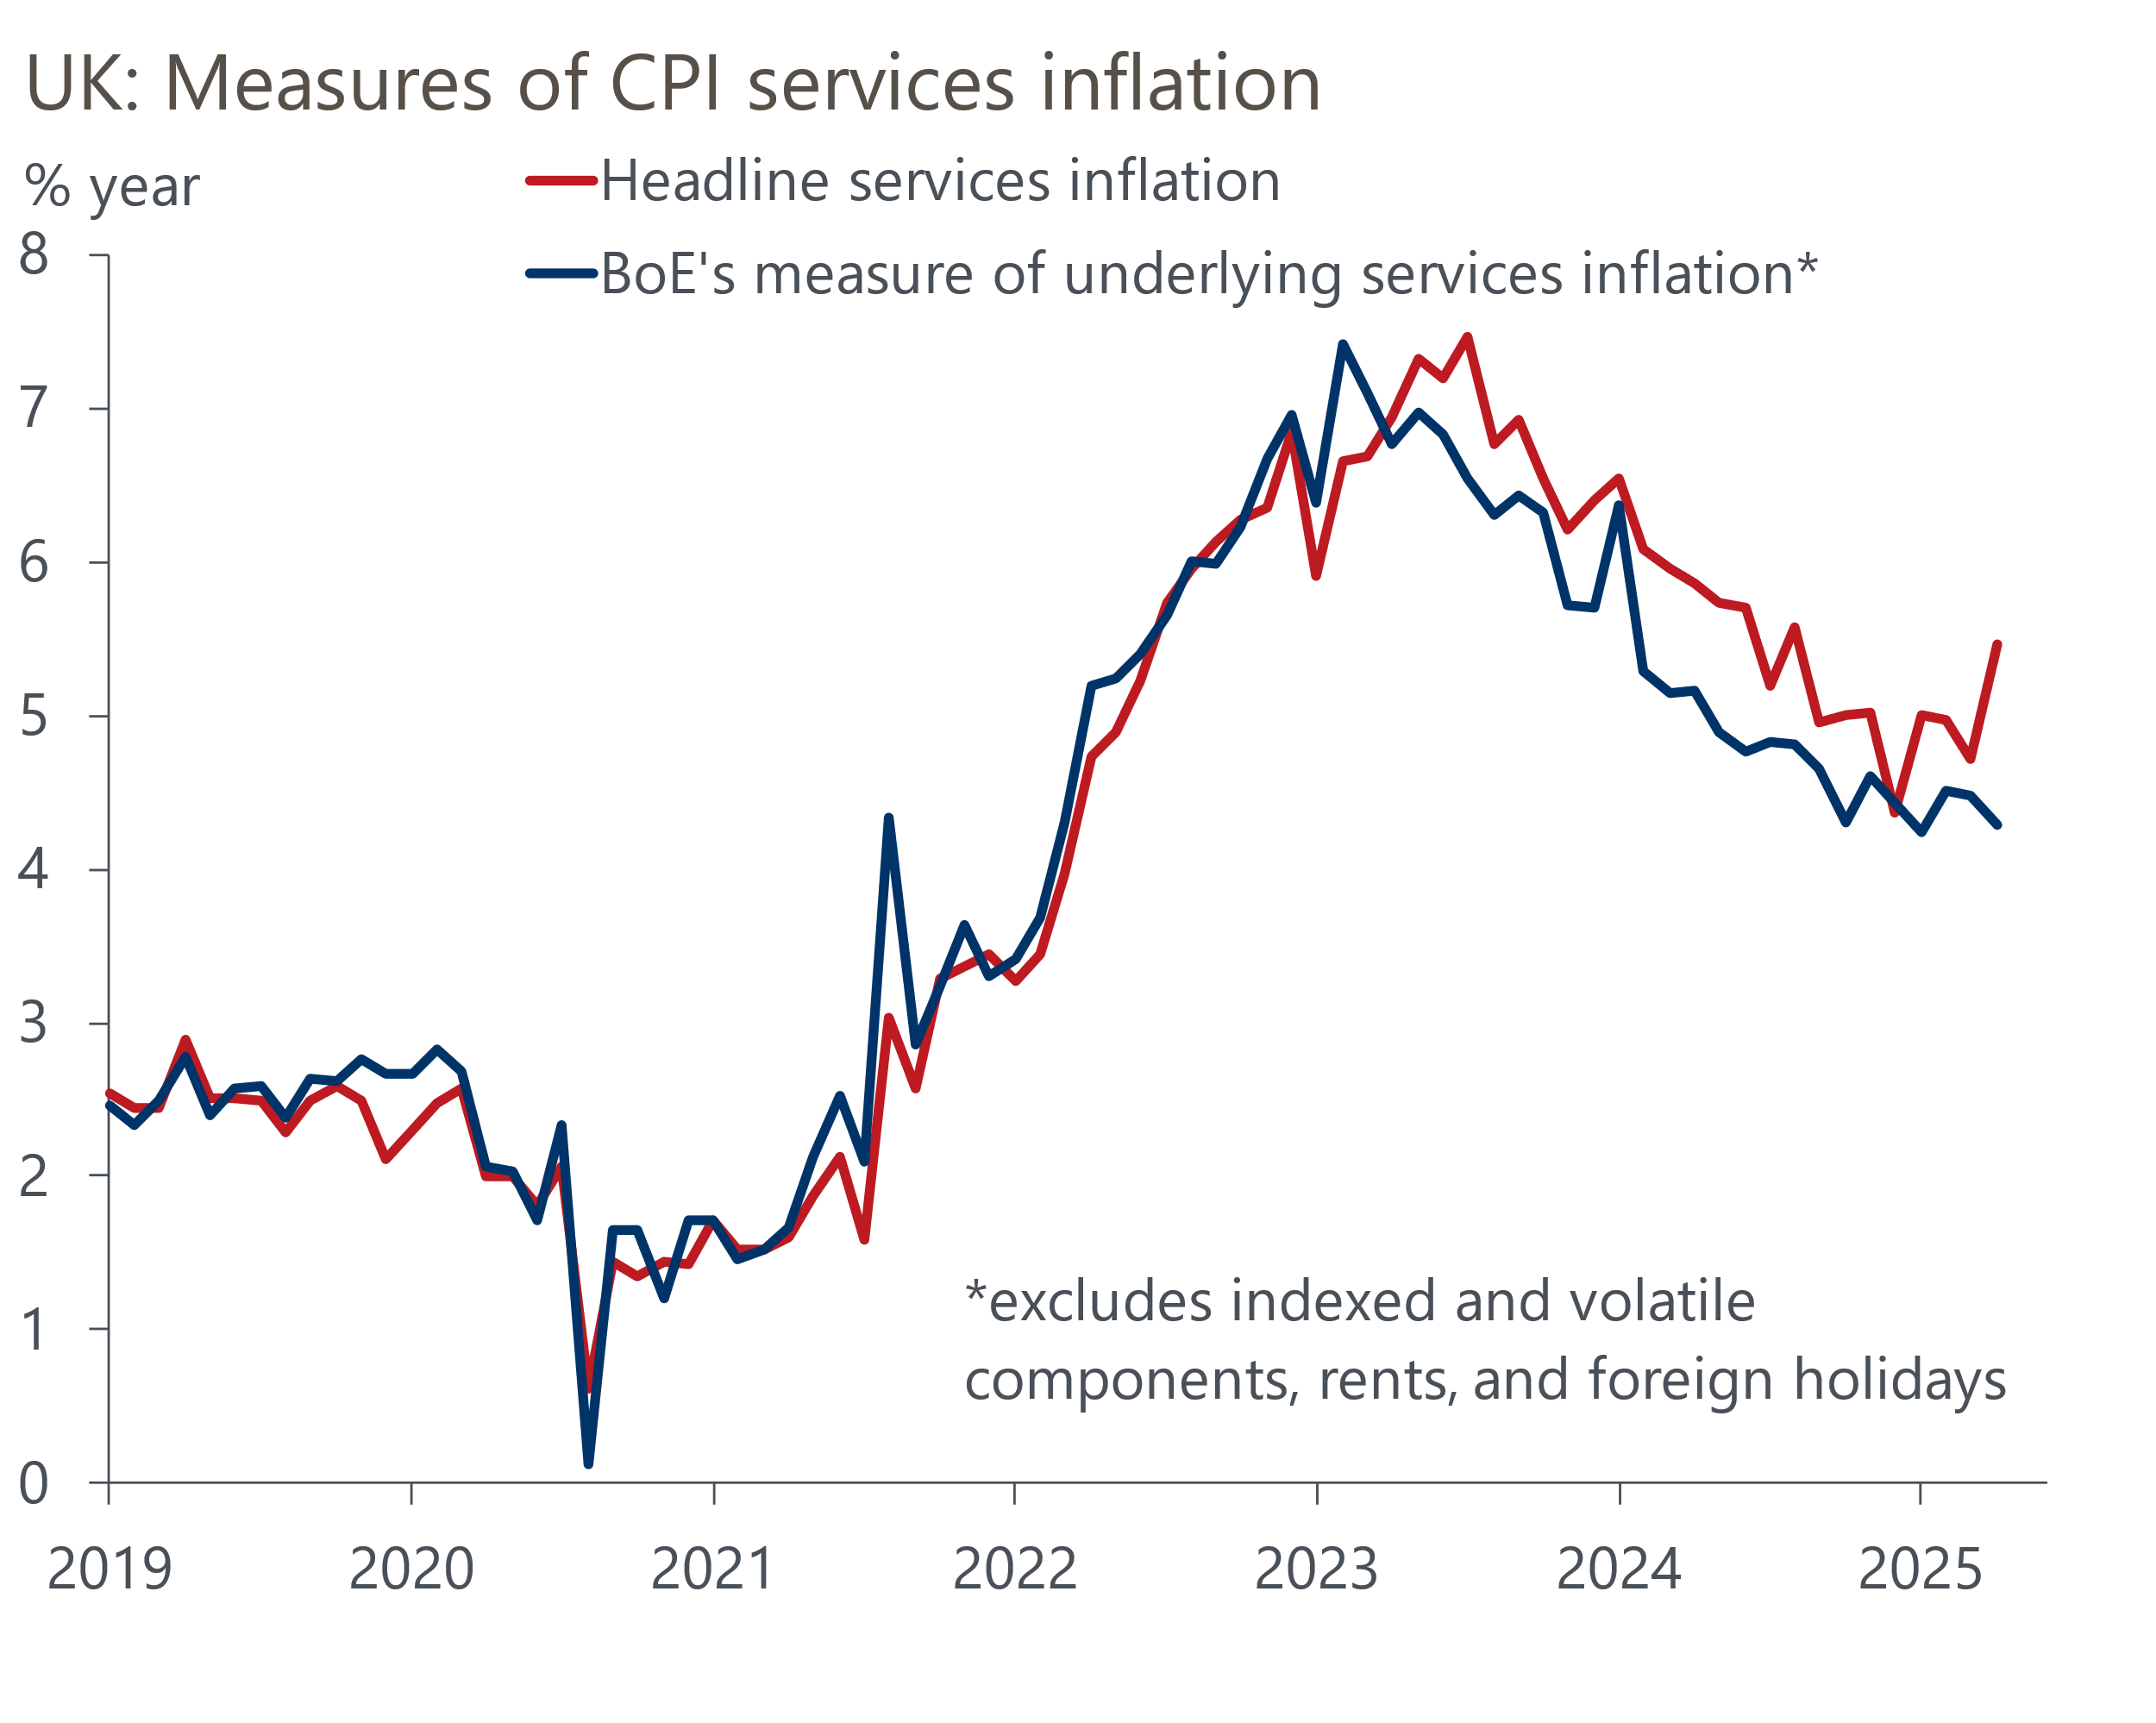 UK: Measures of CPI services inflation
% year
Headline services inflation
BoE's measure of underlying services inflation*
8
7
6
5
4
3
2
1
0
*excludes indexed and volatile
components, rents, and foreign holidays
2019 2020 2021 2022 2023 2024 2025